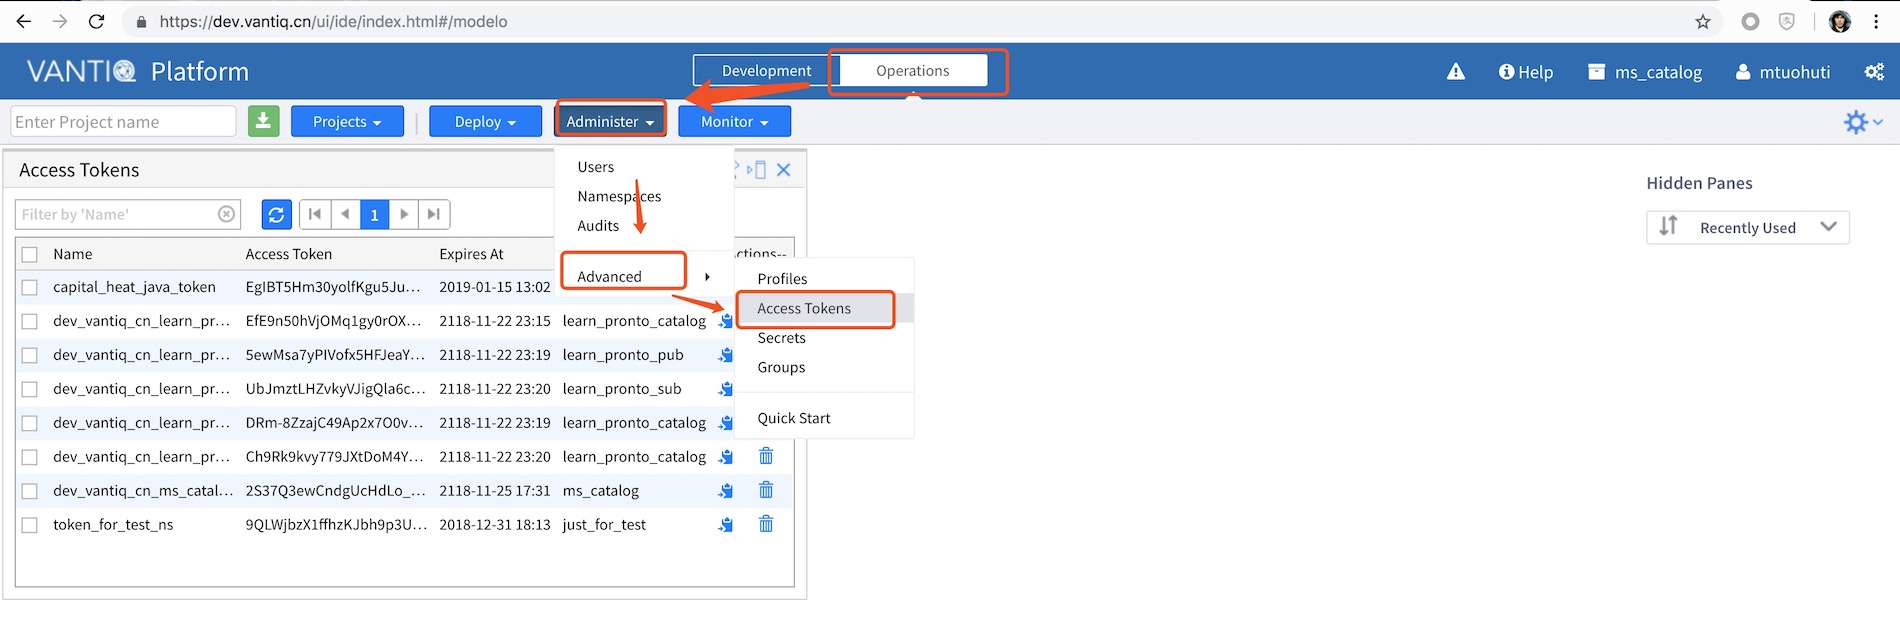 https://dev.vantiq.cn/ui/ide/index.html#/modelo
VANTIQ Platform
Development
Operations
Help
ms_catalog
mtuohuti
Enter Project name
Projects
Deploy
Administer
Monitor
Access Tokens
Users
Namespaces
Audits
Advanced
Profiles
Access Tokens
Secrets
Groups
Quick Start
Hidden Panes
Recently Used
Filter by 'Name'
1
Name Access Token Expires At ctions--
capital_heat_java_token EgIBT5Hm30yolfKgu5Ju... 2019-01-15 13:02
dev_vantiq_cn_learn_pr... EfE9n50hVjOMq1gy0rOX... 2118-11-22 23:15 learn_pronto_catalog
dev_vantiq_cn_learn_pr... 5ewMsa7yPIVofx5HFJeaY... 2118-11-22 23:19 learn_pronto_pub
dev_vantiq_cn_learn_pr... UbJmztLHZvkyVJigQla6c... 2118-11-22 23:20 learn_pronto_sub
dev_vantiq_cn_learn_pr... DRm-8ZzajC49Ap2x7O0v... 2118-11-22 23:19 learn_pronto_catalog
dev_vantiq_cn_learn_pr... Ch9Rk9kvy779JXtDoM4Y... 2118-11-22 23:20 learn_pronto_catalog
dev_vantiq_cn_ms_catal... 2S37Q3ewCndgUcHdLo_... 2118-11-25 17:31 ms_catalog
token_for_test_ns 9QLWjbzX1ffhzKJbh9p3U... 2018-12-31 18:13 just_for_test